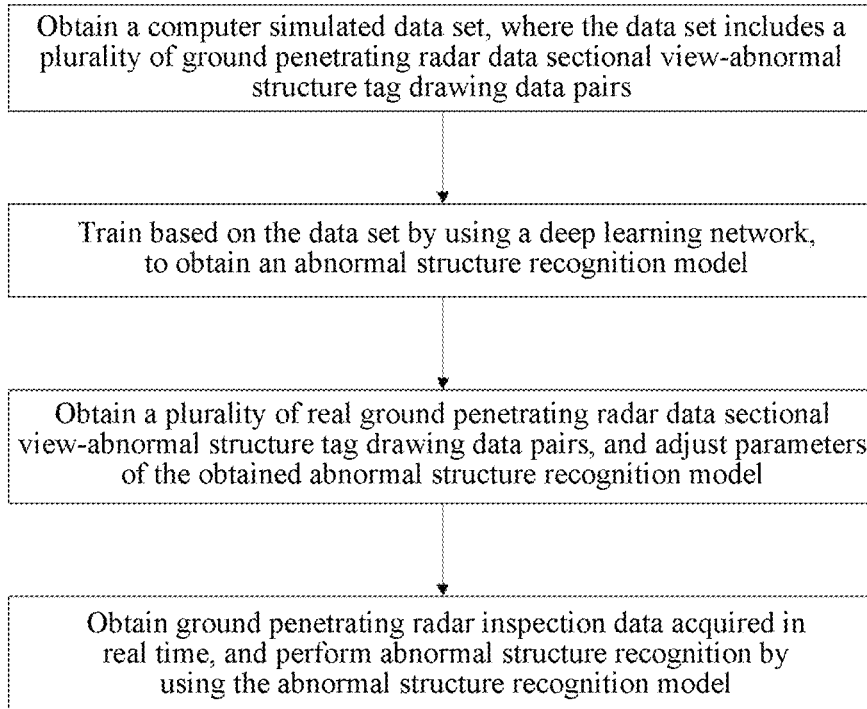 Obtain a computer simulated data set, where the data set includes a
plurality of ground penetrating radar data sectional view-abnormal
structure tag drawing data pairs
Train based on the data set by using a deep learning network,
to obtain an abnormal structure recognition model
Obtain a plurality of real ground penetrating radar data sectional
view-abnormal structure tag drawing data pairs, and adjust parameters
of the obtained abnormal structure recognition model
Obtain ground penetrating radar inspection data acquired in
real time, and perform abnormal structure recognition by
using the abnormal structure recognition model